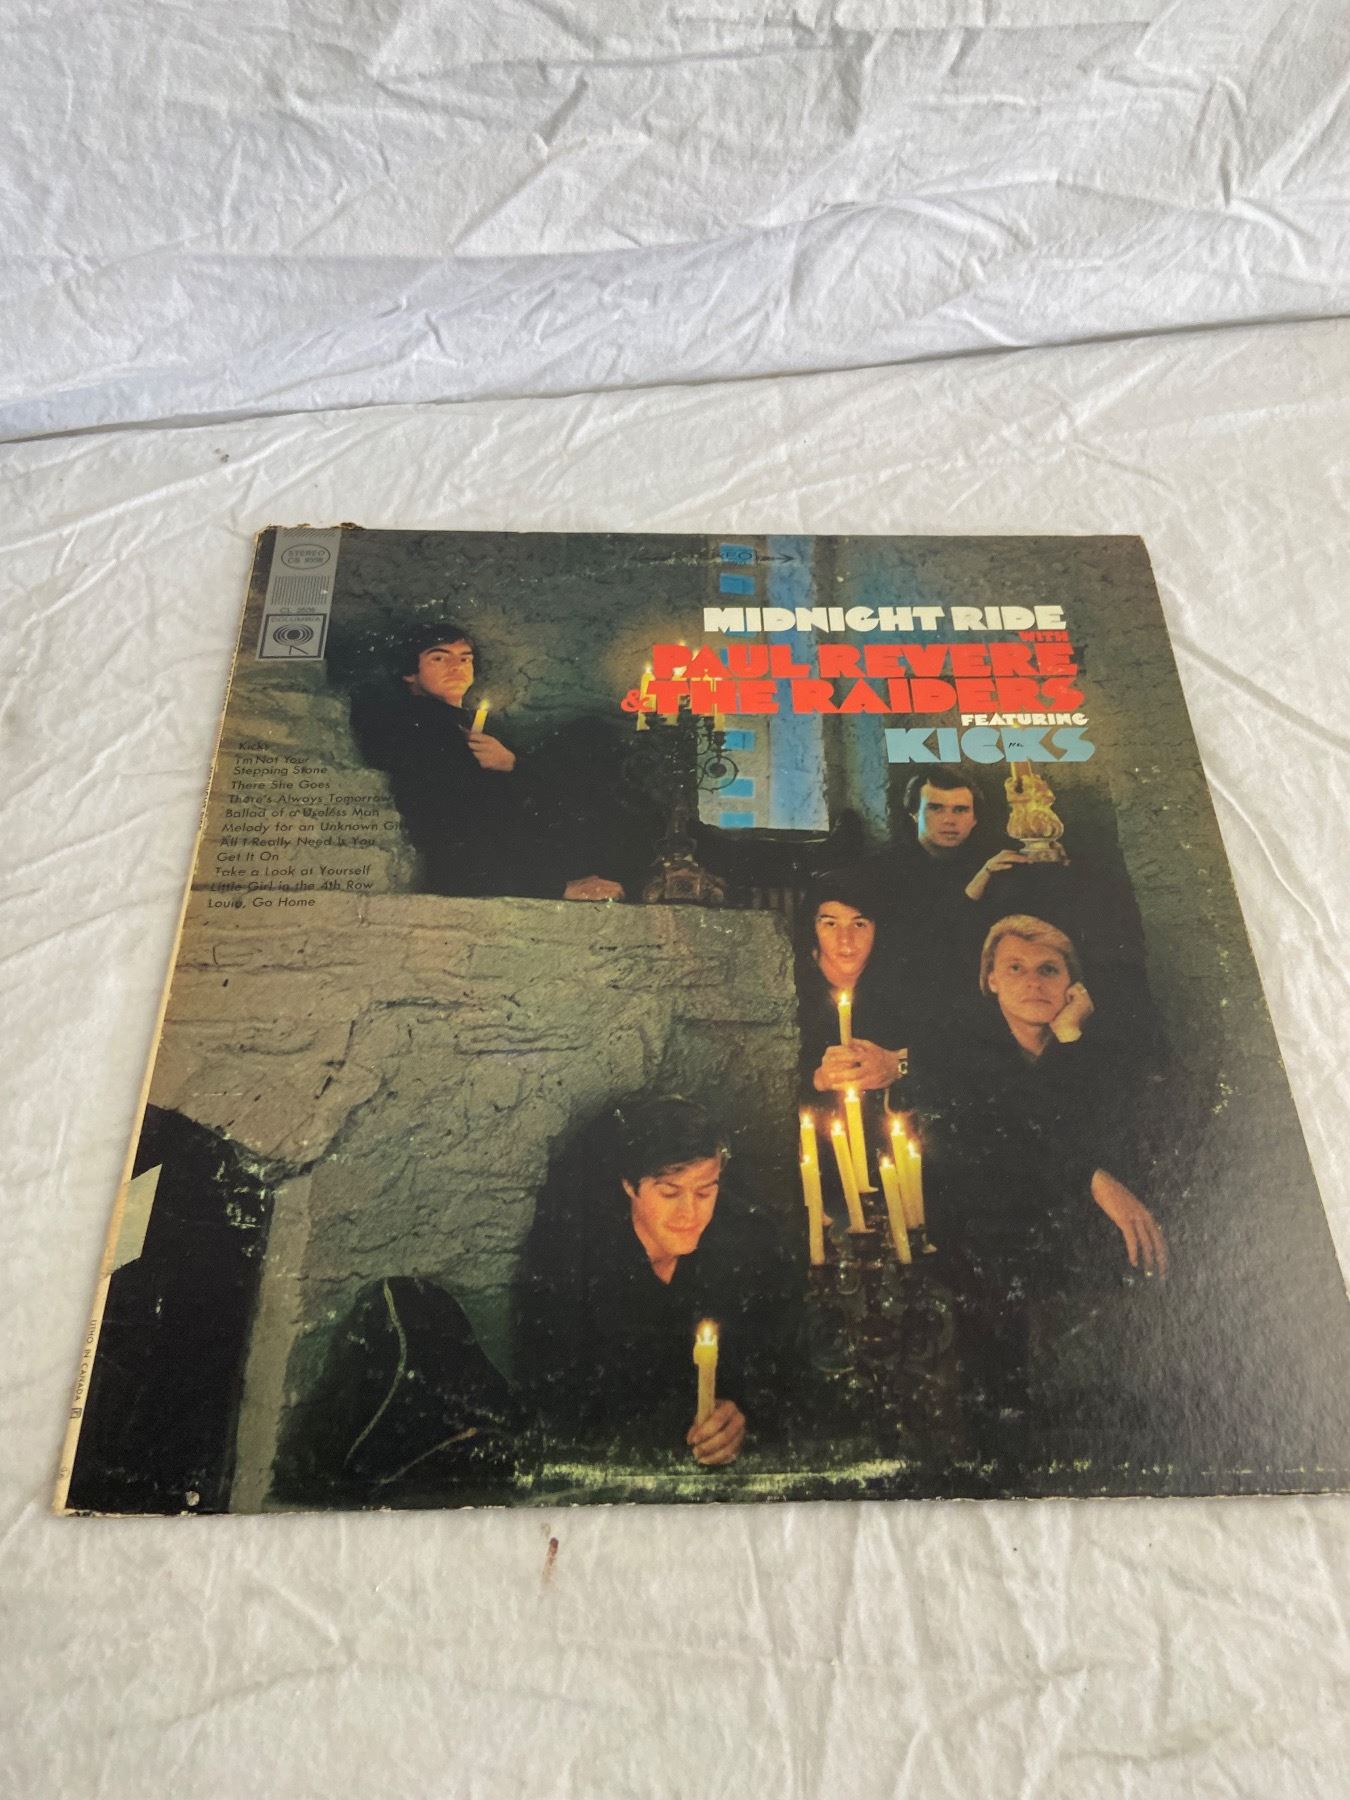 STEREO
CS 9308
CL 2508
COLUMBIA
STEREO
MIDNIGHT RIDE
WITH
PAUL REVERE
& THE RAIDERS
FEATURING
KICKS
Kicks
I'm Not Your
Stepping Stone
There She Goes
There's Always Tomorrow
Ballad of a Useless Man
Melody for an Unknown Girl
All I Really Need Is You
Get It On
Take a Look at Yourself
Little Girl in the 4th Row
Louie, Go Home
LITHO IN CANADA